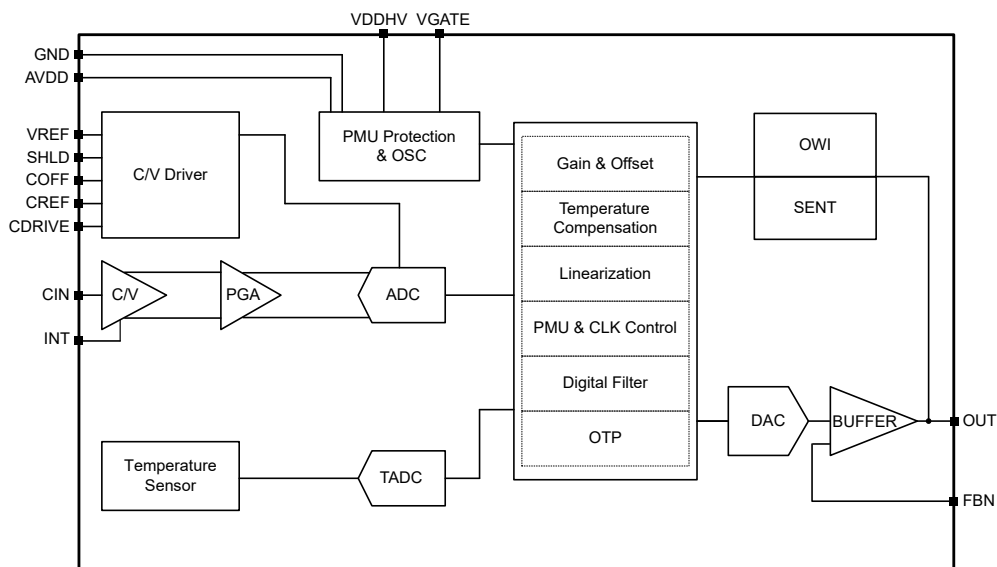 VDDHV VGATE
GND
AVDD
VREF
SHLD
COFF
CREF
CDRIVE
C/V Driver
PMU Protection
& OSC
Gain & Offset
Temperature
Compensation
Linearization
PMU & CLK Control
Digital Filter
OTP
OWI
SENT
CIN
INT
C/V
PGA
ADC
Temperature
Sensor
TADC
DAC
BUFFER
OUT
FBN